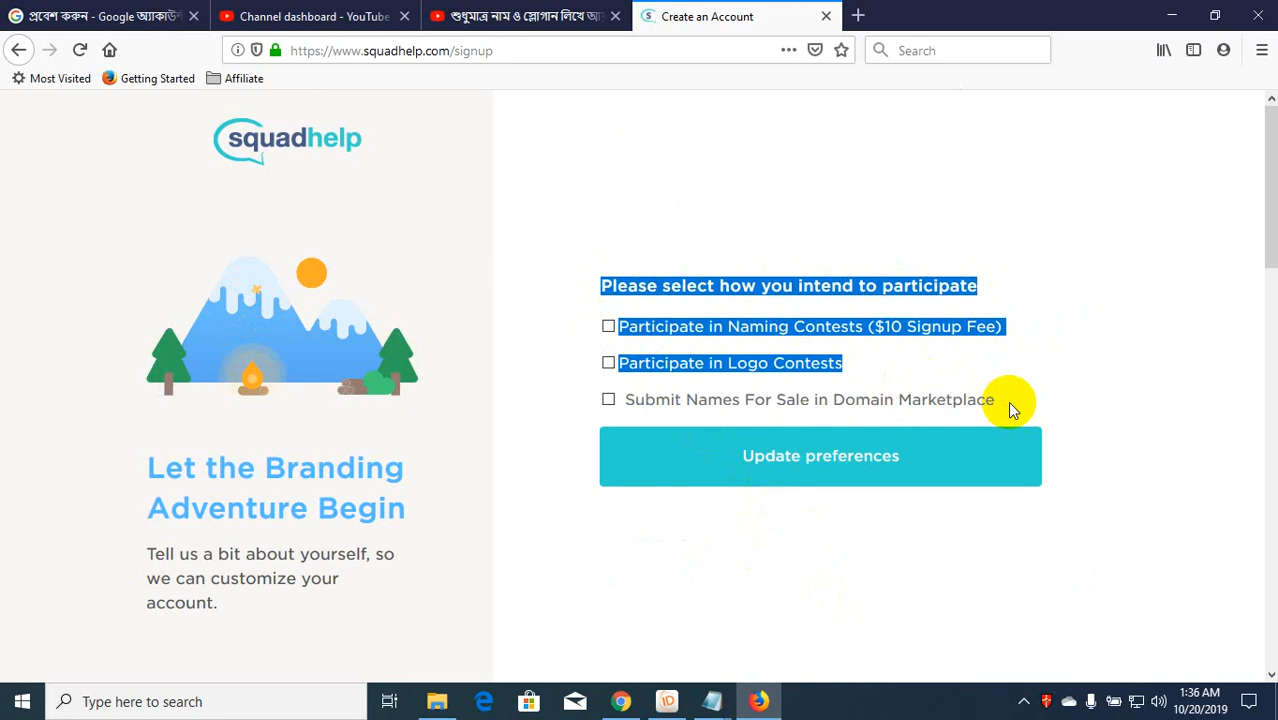 প্রবেশ করুন - Google অ্যাকাউন্ট
Channel dashboard - YouTube
শুধুমাত্র নাম ও স্লোগান লিখে আয়
Create an Account
https://www.squadhelp.com/signup
Search
Most Visited
Getting Started
Affiliate
squadhelp
Please select how you intend to participate
Participate in Naming Contests ($10 Signup Fee)
Participate in Logo Contests
Submit Names For Sale in Domain Marketplace
Update preferences
Let the Branding
Adventure Begin
Tell us a bit about yourself, so
we can customize your
account.
Type here to search
1:36 AM
10/20/2019